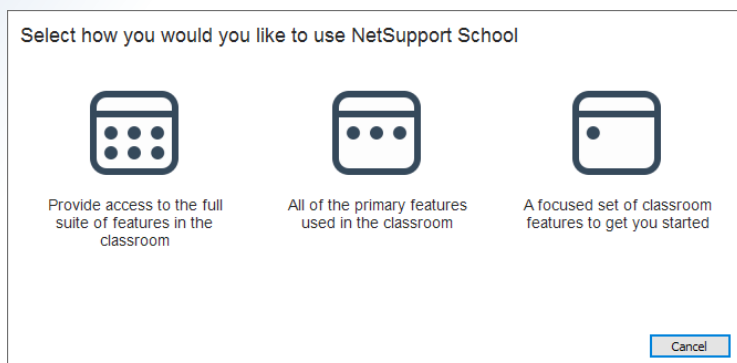 Select how you would you like to use NetSupport School
Provide access to the full
suite of features in the
classroom
All of the primary features
used in the classroom
A focused set of classroom
features to get you started
Cancel